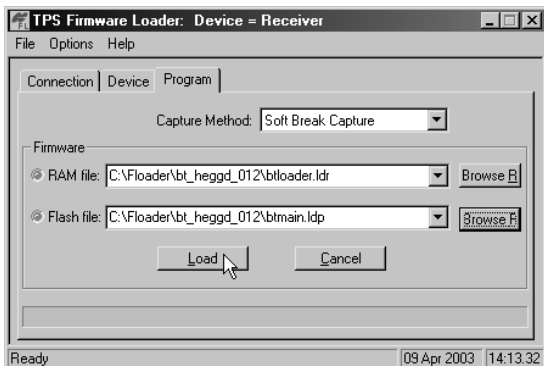 TPS Firmware Loader: Device = Receiver
File Options Help
Connection Device Program
Capture Method: Soft Break Capture
Firmware
RAM file: C:\Floader\bt_heggd_012\btloader.ldr Browse R
Flash file: C:\Floader\bt_heggd_012\btmain.ldp Browse F
Load Cancel
Ready 09 Apr 2003 14:13.32